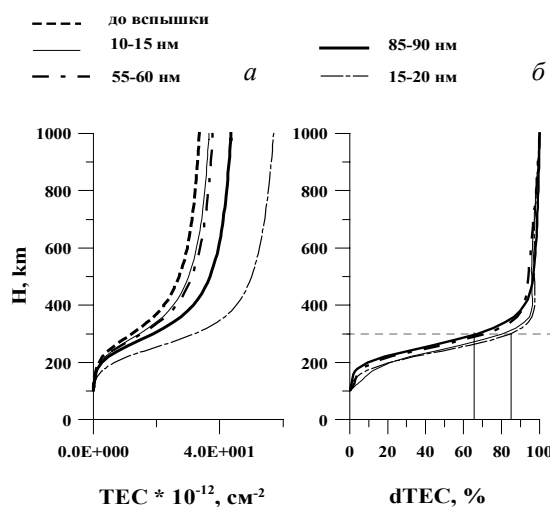 до вспышки
10-15 нм
85-90 нм
55-60 нм
15-20 нм
а
б
H, km
1000
800
600
400
200
0
0.0E+000
4.0E+001
TEC * 10⁻¹², см⁻²
1000
800
600
400
200
0
0 20 40 60 80 100
dTEC, %